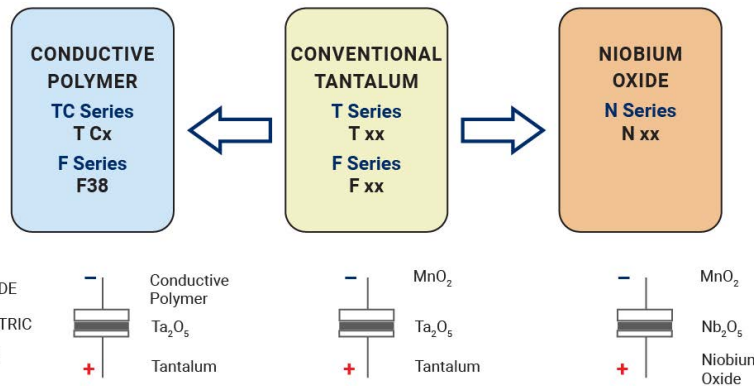 CONDUCTIVE
POLYMER
TC Series
T Cx
F Series
F38
CONVENTIONAL
TANTALUM
T Series
T xx
F Series
F xx
NIOBIUM
OXIDE
N Series
N xx
DE
TRIC
−
Conductive
Polymer
Ta₂O₅
+
Tantalum
−
MnO₂
Ta₂O₅
+
Tantalum
−
MnO₂
Nb₂O₅
+
Niobium
Oxide